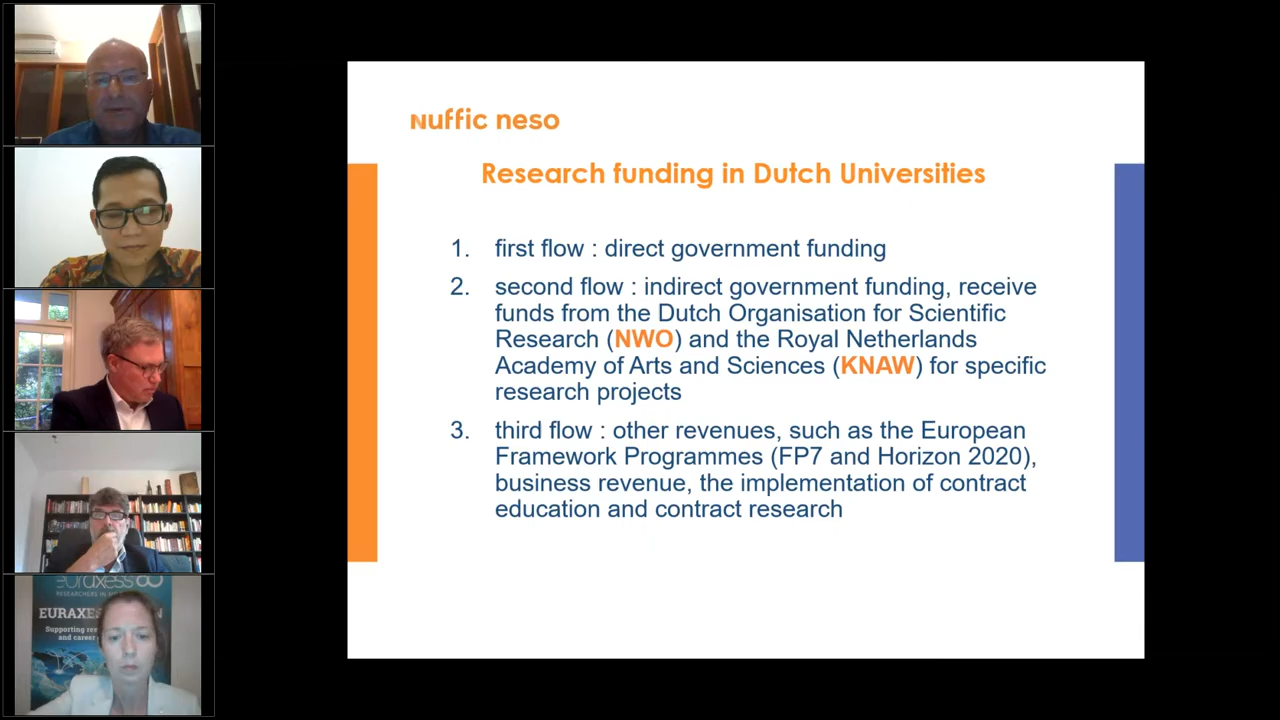 Nuffic neso
Research funding in Dutch Universities
1. first flow : direct government funding
2. second flow : indirect government funding, receive
funds from the Dutch Organisation for Scientific
Research (NWO) and the Royal Netherlands
Academy of Arts and Sciences (KNAW) for specific
research projects
3. third flow : other revenues, such as the European
Framework Programmes (FP7 and Horizon 2020),
business revenue, the implementation of contract
education and contract research
euraxess
RESEARCHERS IN
EURAXES
Supporting
and career